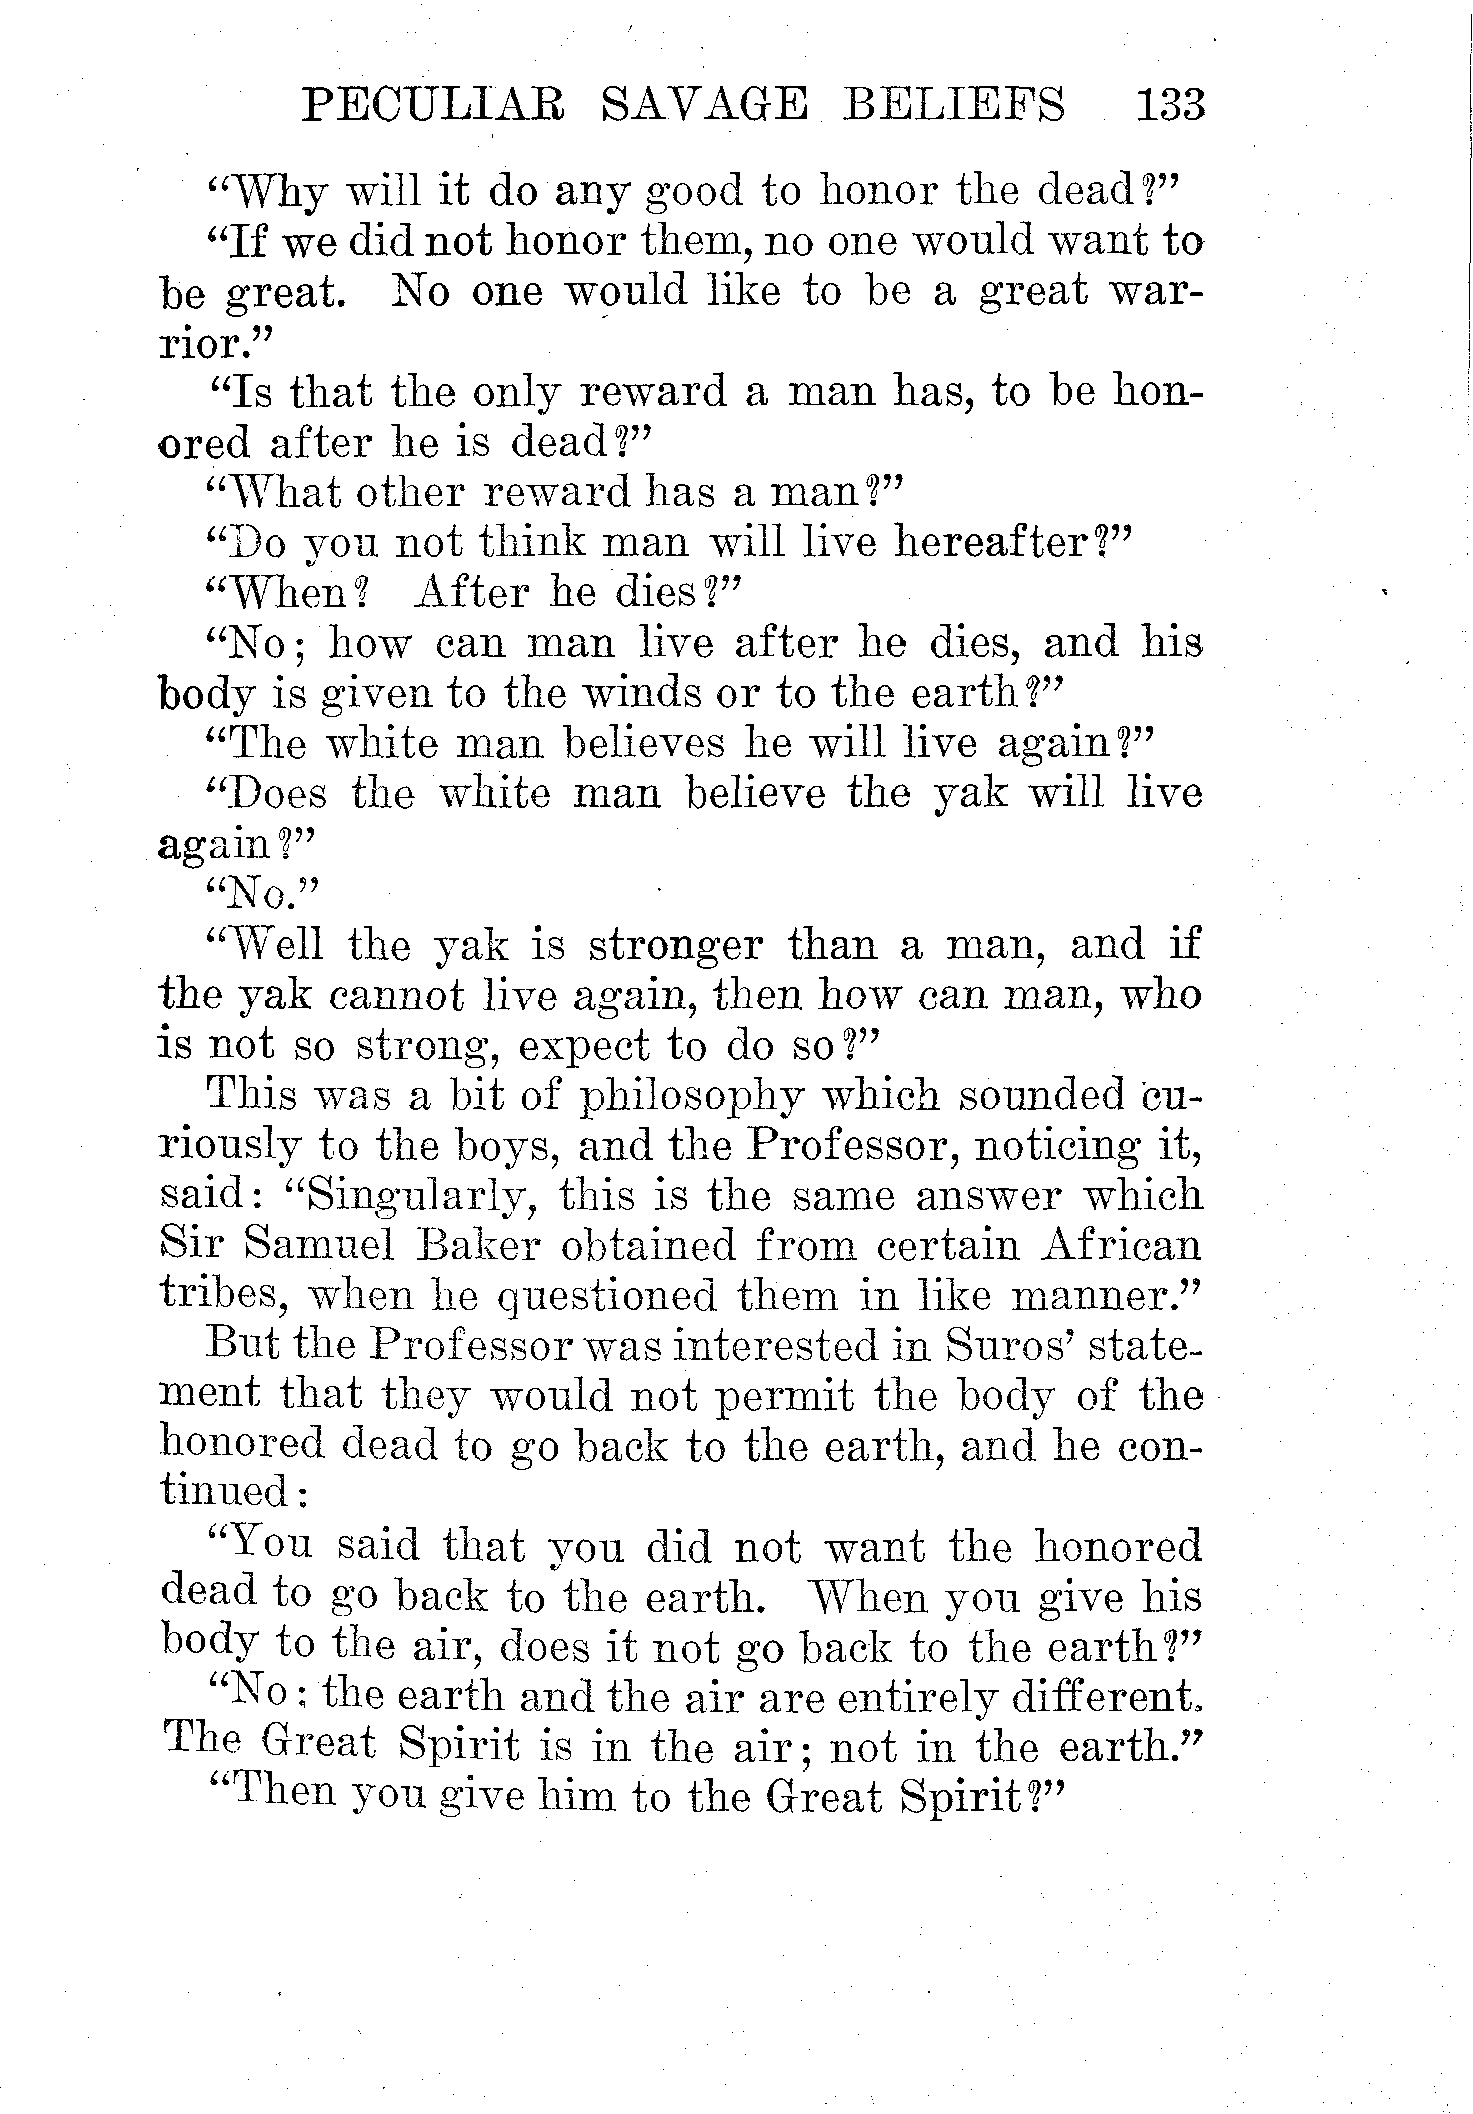 PECULIAR SAVAGE BELIEFS 133
“Why will it do any good to honor the dead?”
“If we did not honor them, no one would want to
be great. No one would like to be a great war-
rior.”
“Is that the only reward a man has, to be hon-
ored after he is dead?”
“What other reward has a man?”
“Do you not think man will live hereafter?”
“When? After he dies?”
“No; how can man live after he dies, and his
body is given to the winds or to the earth?”
“The white man believes he will live again?”
“Does the white man believe the yak will live
again?”
“No.”
“Well the yak is stronger than a man, and if
the yak cannot live again, then how can man, who
is not so strong, expect to do so?”
This was a bit of philosophy which sounded cu-
riously to the boys, and the Professor, noticing it,
said: “Singularly, this is the same answer which
Sir Samuel Baker obtained from certain African
tribes, when he questioned them in like manner.”
But the Professor was interested in Suros’ state-
ment that they would not permit the body of the
honored dead to go back to the earth, and he con-
tinued:
“You said that you did not want the honored
dead to go back to the earth. When you give his
body to the air, does it not go back to the earth?”
“No; the earth and the air are entirely different.
The Great Spirit is in the air; not in the earth.”
“Then you give him to the Great Spirit?”